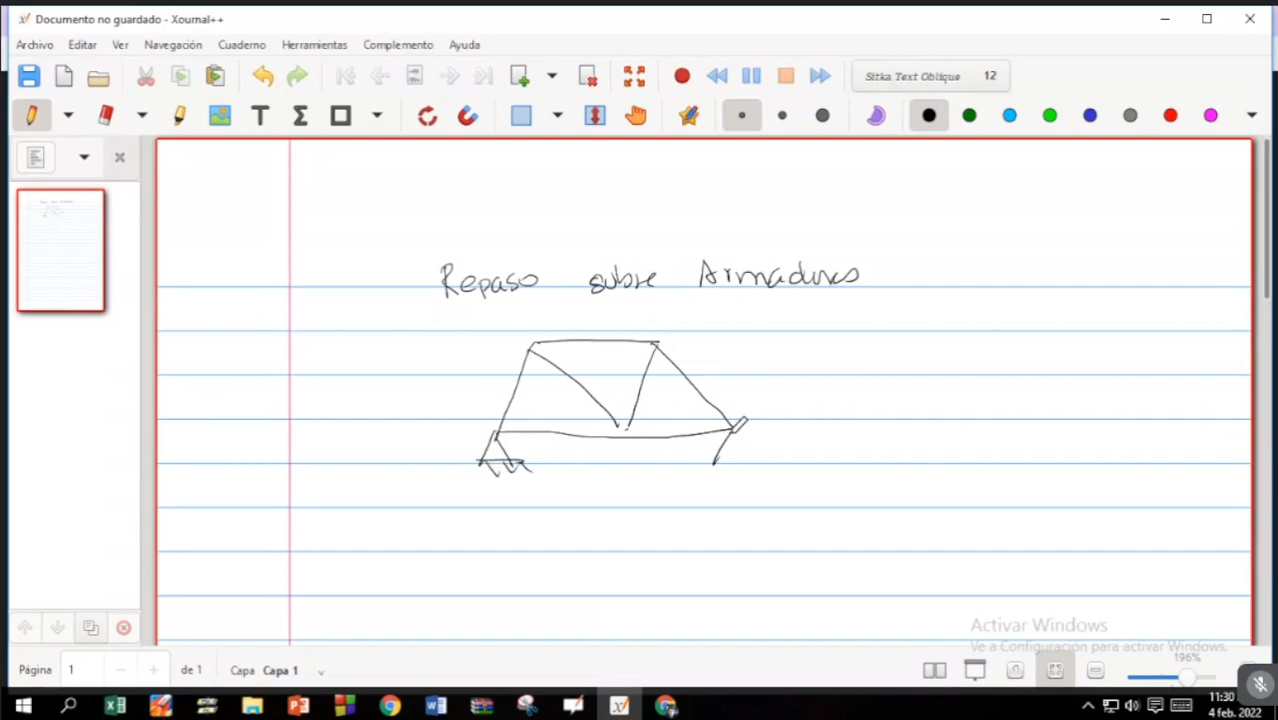 Documento no guardado - Xournal++
Archivo Editar Ver Navegación Cuaderno Herramientas Complemento Ayuda
Sitka Text Oblique 12
T Σ
Repaso sobre Armaduras
Activar Windows
Ve a Configuración para activar Windows.
196%
Página 1 de 1 Capa Capa 1
11:30
4 feb. 2022